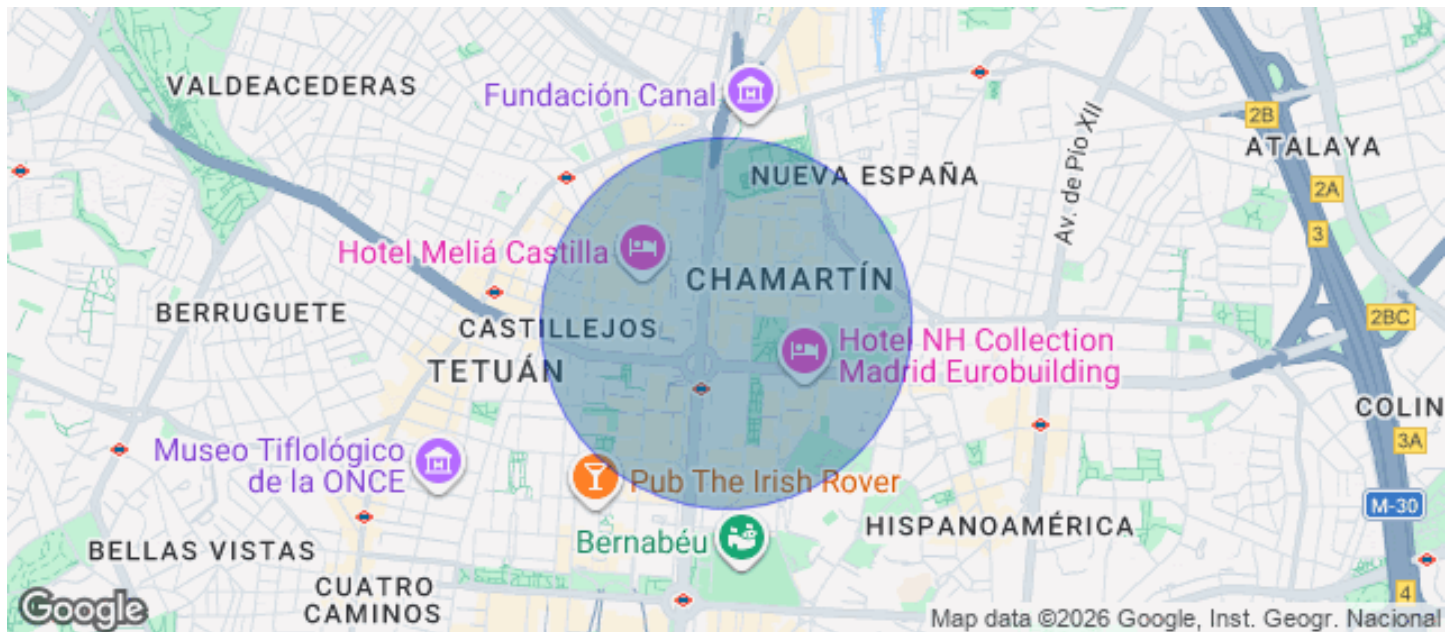 VALDEACEDERAS
Fundación Canal
2B
ATALAYA
Av. de Pío XII
NUEVA ESPAÑA
2A
3
Hotel Meliá Castilla
CHAMARTÍN
BERRUGUETE
CASTILLEJOS
2BC
Hotel NH Collection
Madrid Eurobuilding
TETUÁN
COLIN
3A
Museo Tiflológico
de la ONCE
Pub The Irish Rover
M-30
HISPANOAMÉRICA
Bernabéu
BELLAS VISTAS
CUATRO
CAMINOS
4
Google
Map data ©2026 Google, Inst. Geogr. Nacional